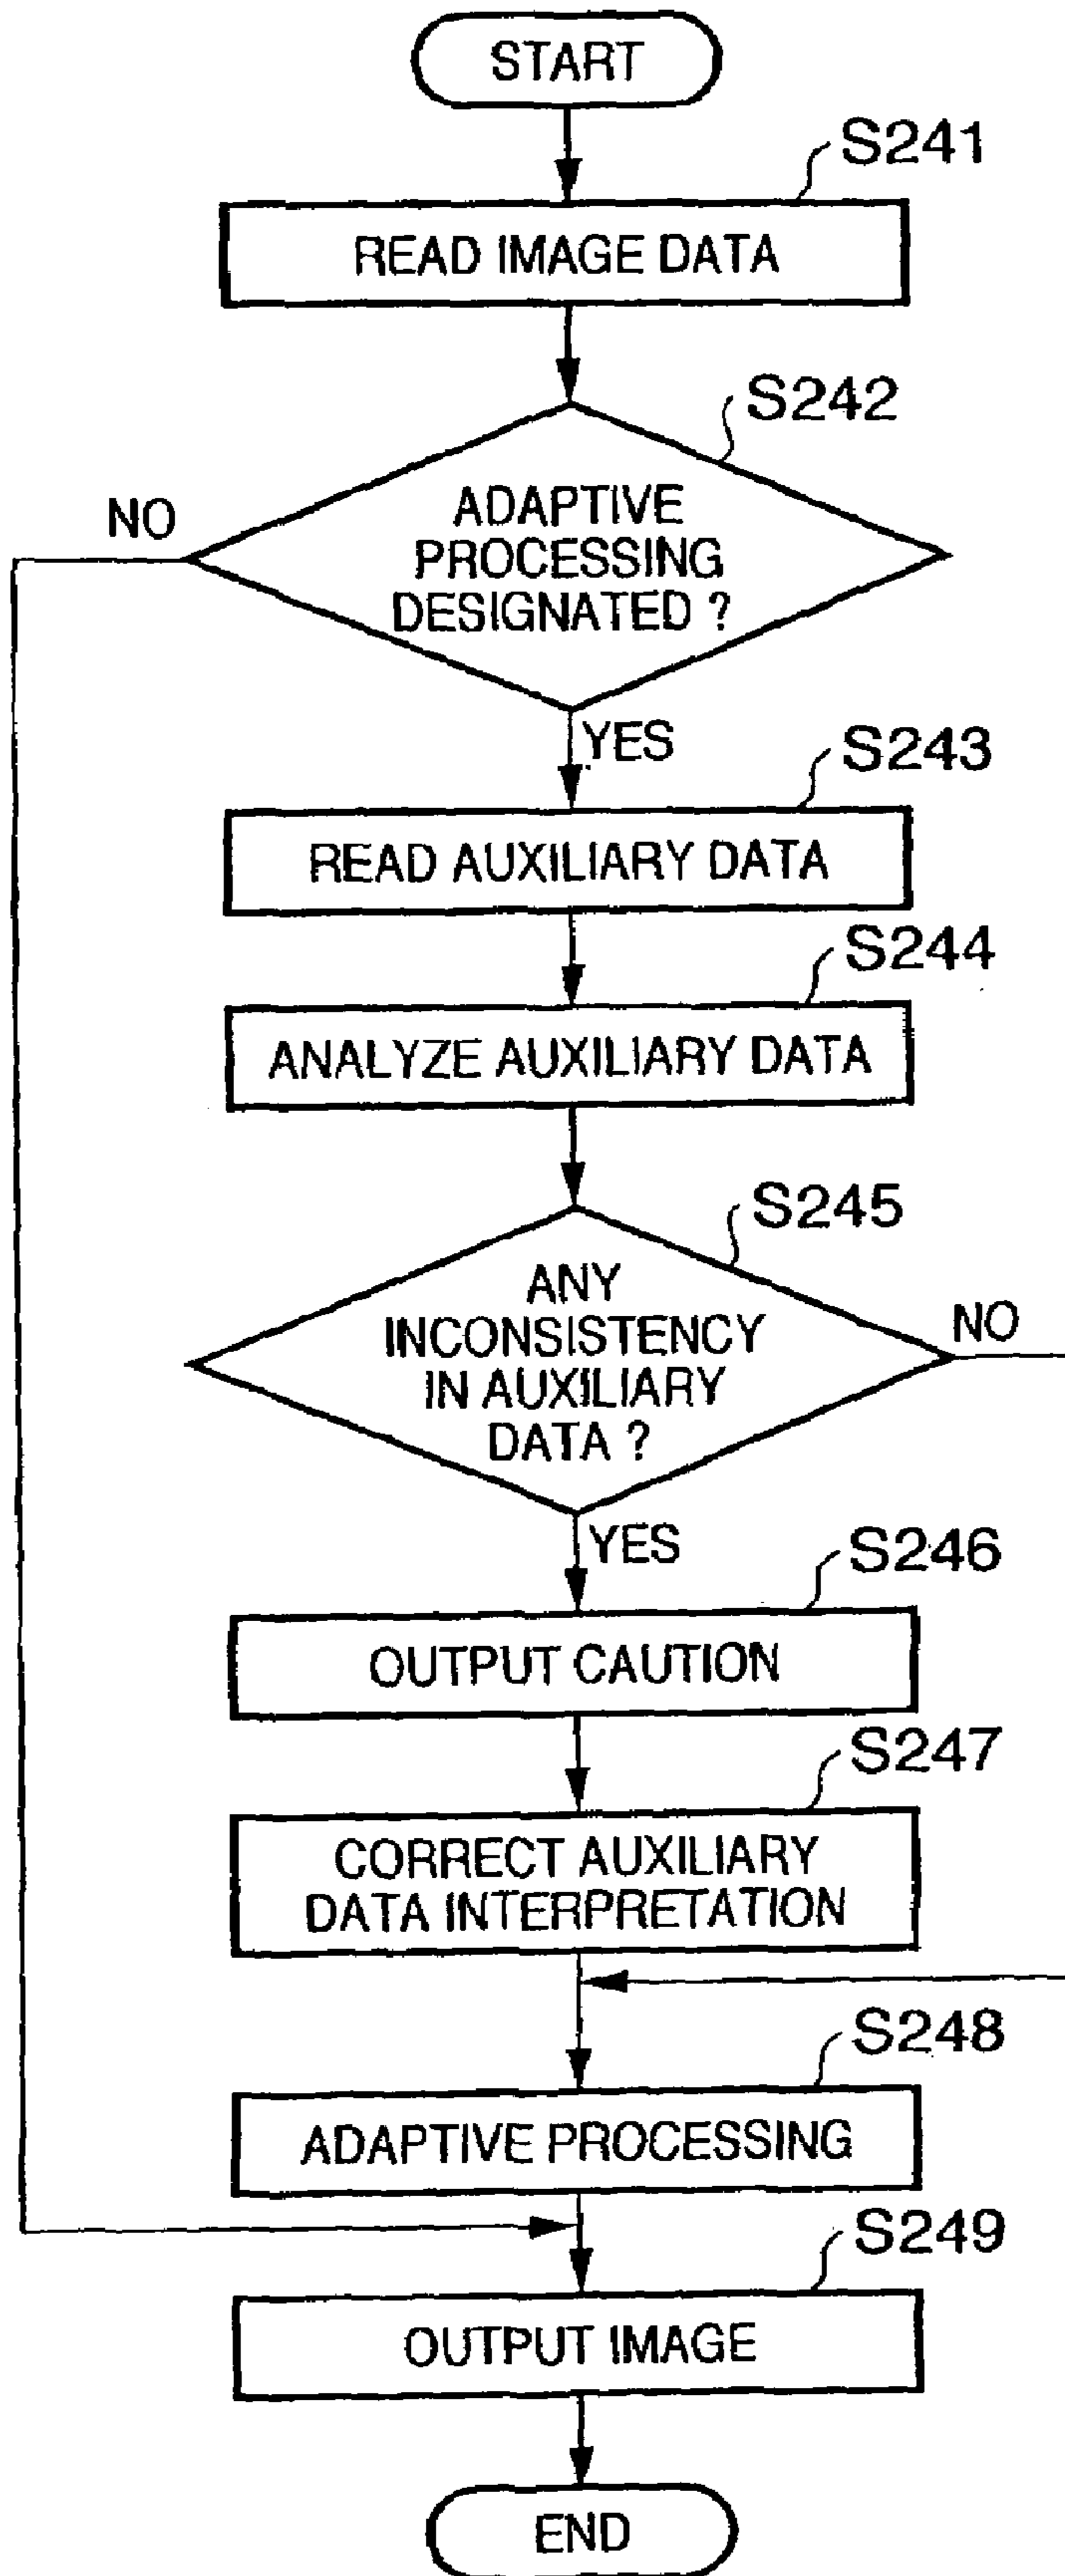 START
S241
READ IMAGE DATA
S242
NO
ADAPTIVE
PROCESSING
DESIGNATED ?
YES
S243
READ AUXILIARY DATA
S244
ANALYZE AUXILIARY DATA
S245
ANY
INCONSISTENCY
IN AUXILIARY
DATA ?
NO
YES
S246
OUTPUT CAUTION
S247
CORRECT AUXILIARY
DATA INTERPRETATION
S248
ADAPTIVE PROCESSING
S249
OUTPUT IMAGE
END